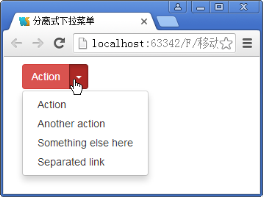 分离式下拉菜单
localhost:63342/F/移动
Action
Action
Another action
Something else here
Separated link